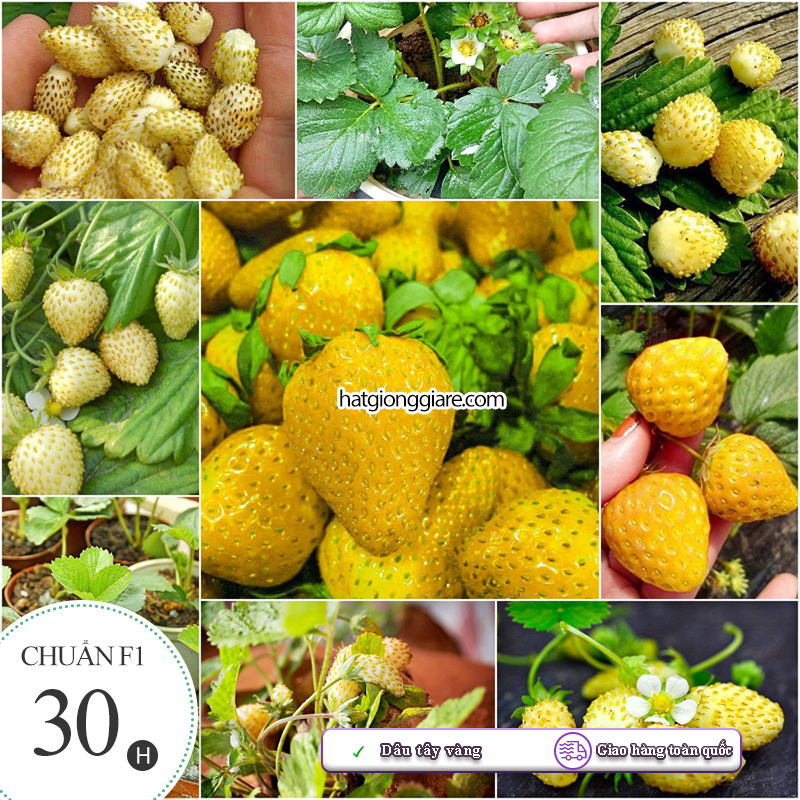 hatgionggiare.com
CHUẨN F1
30 H
✓ Dâu tây vàng
Giao hàng toàn quốc